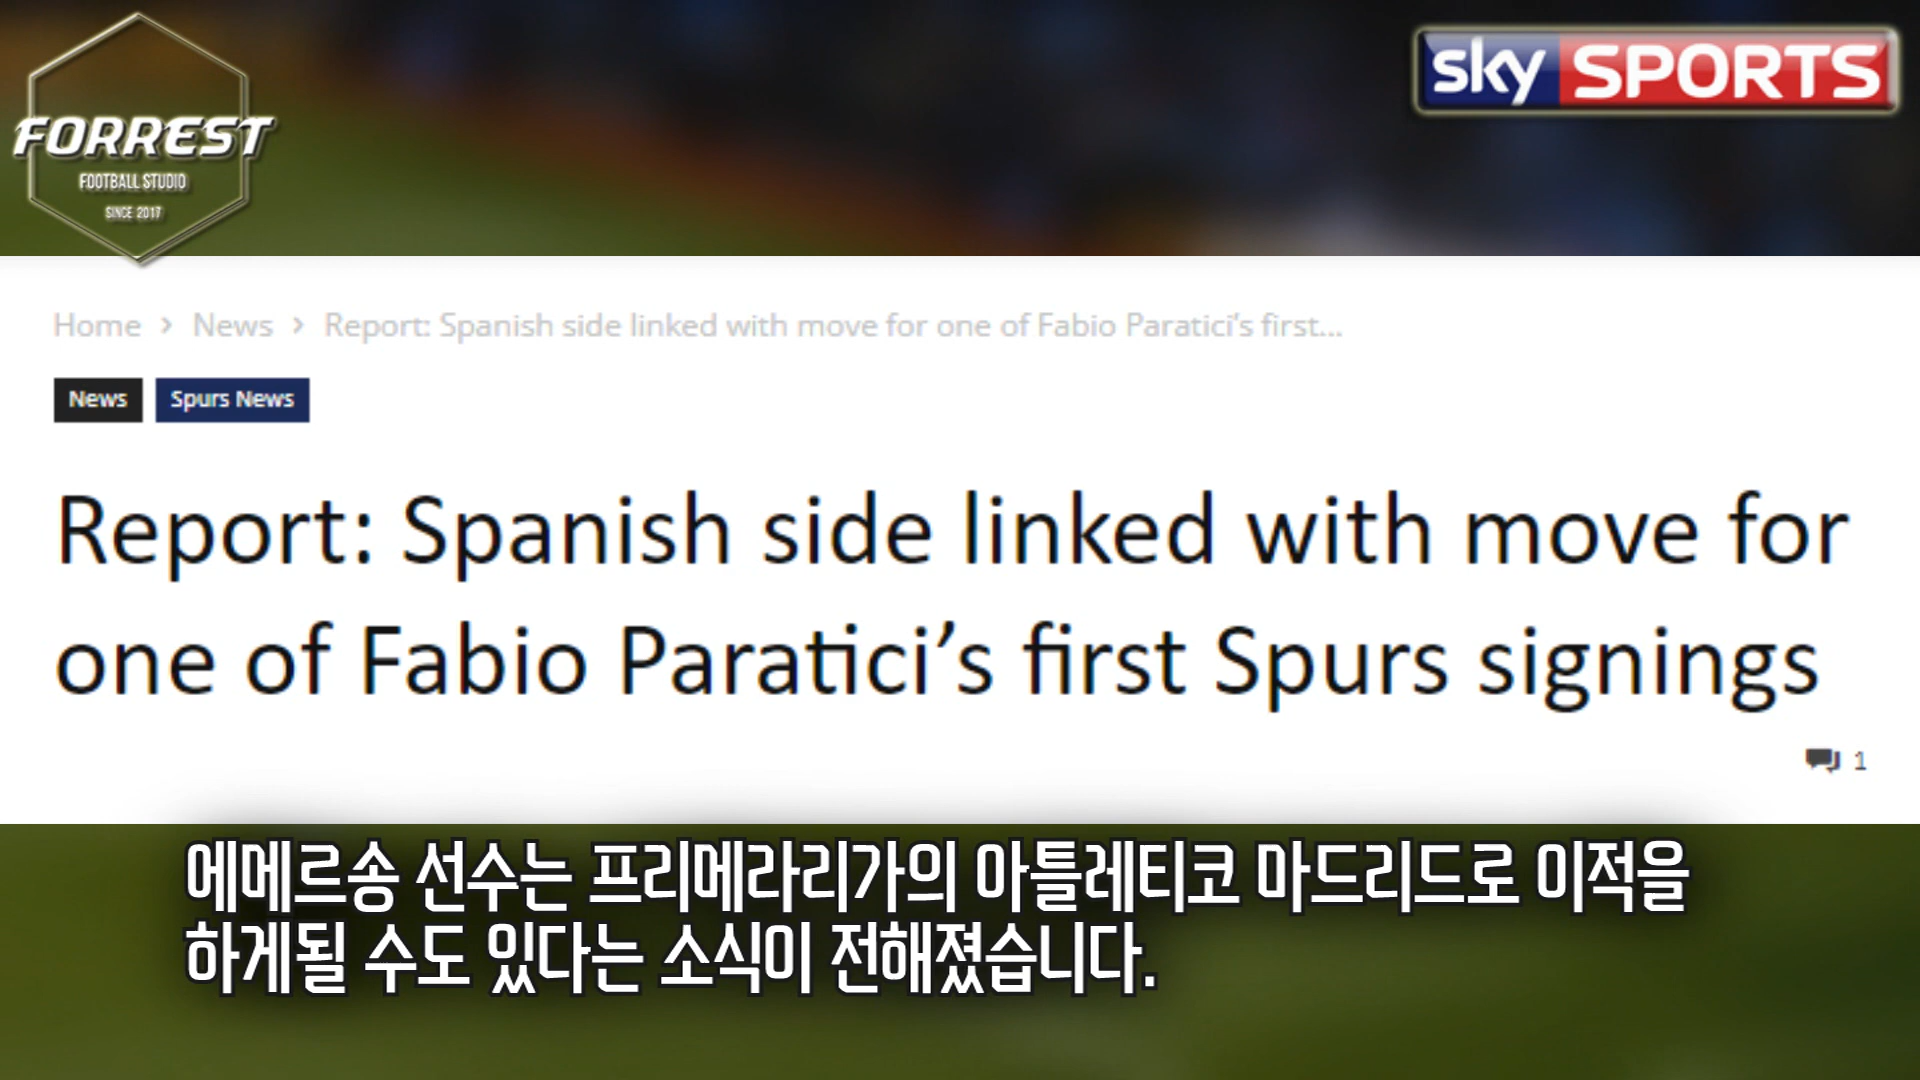 FORREST
FOOTBALL STUDIO
SINCE 2017
sky SPORTS
Home > News > Report: Spanish side linked with move for one of Fabio Paratici’s first...
News
Spurs News
Report: Spanish side linked with move for
one of Fabio Paratici’s first Spurs signings
1
에메르송 선수는 프리메라리가의 아틀레티코 마드리드로 이적을
하게될 수도 있다는 소식이 전해졌습니다.